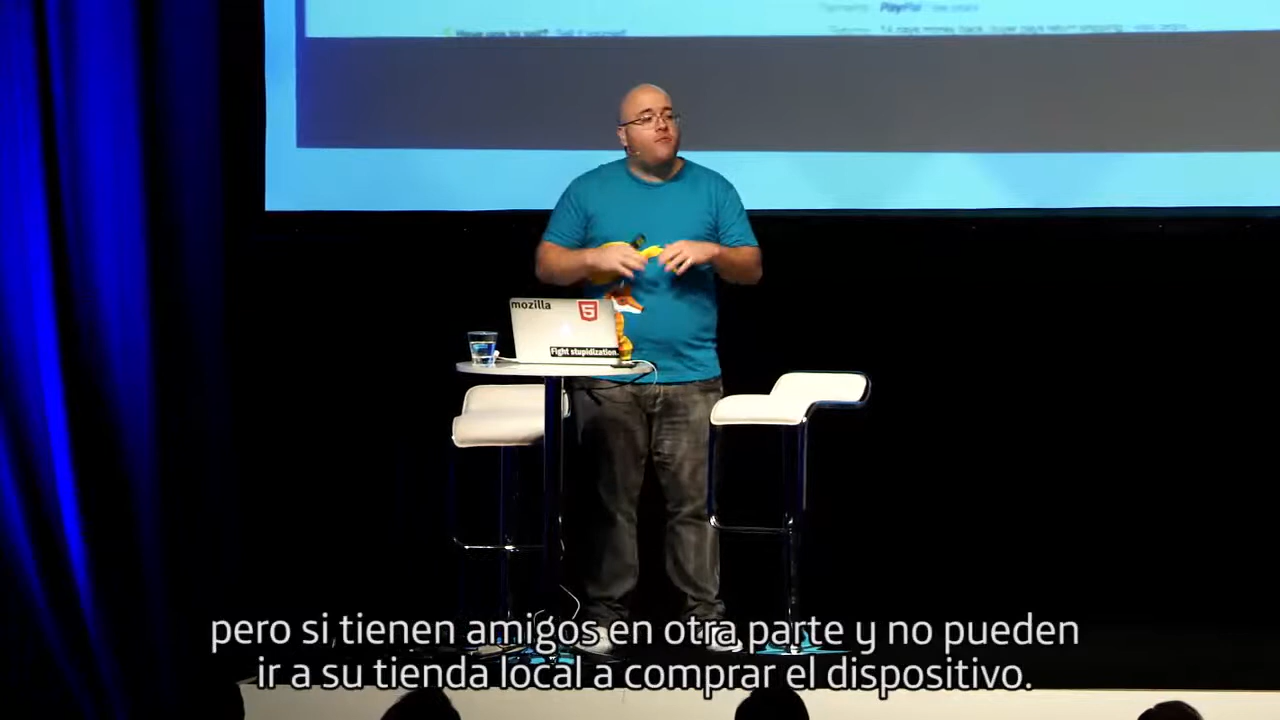 PayPal
mozilla
5
Fight stupidization.
pero si tienen amigos en otra parte y no pueden
ir a su tienda local a comprar el dispositivo.